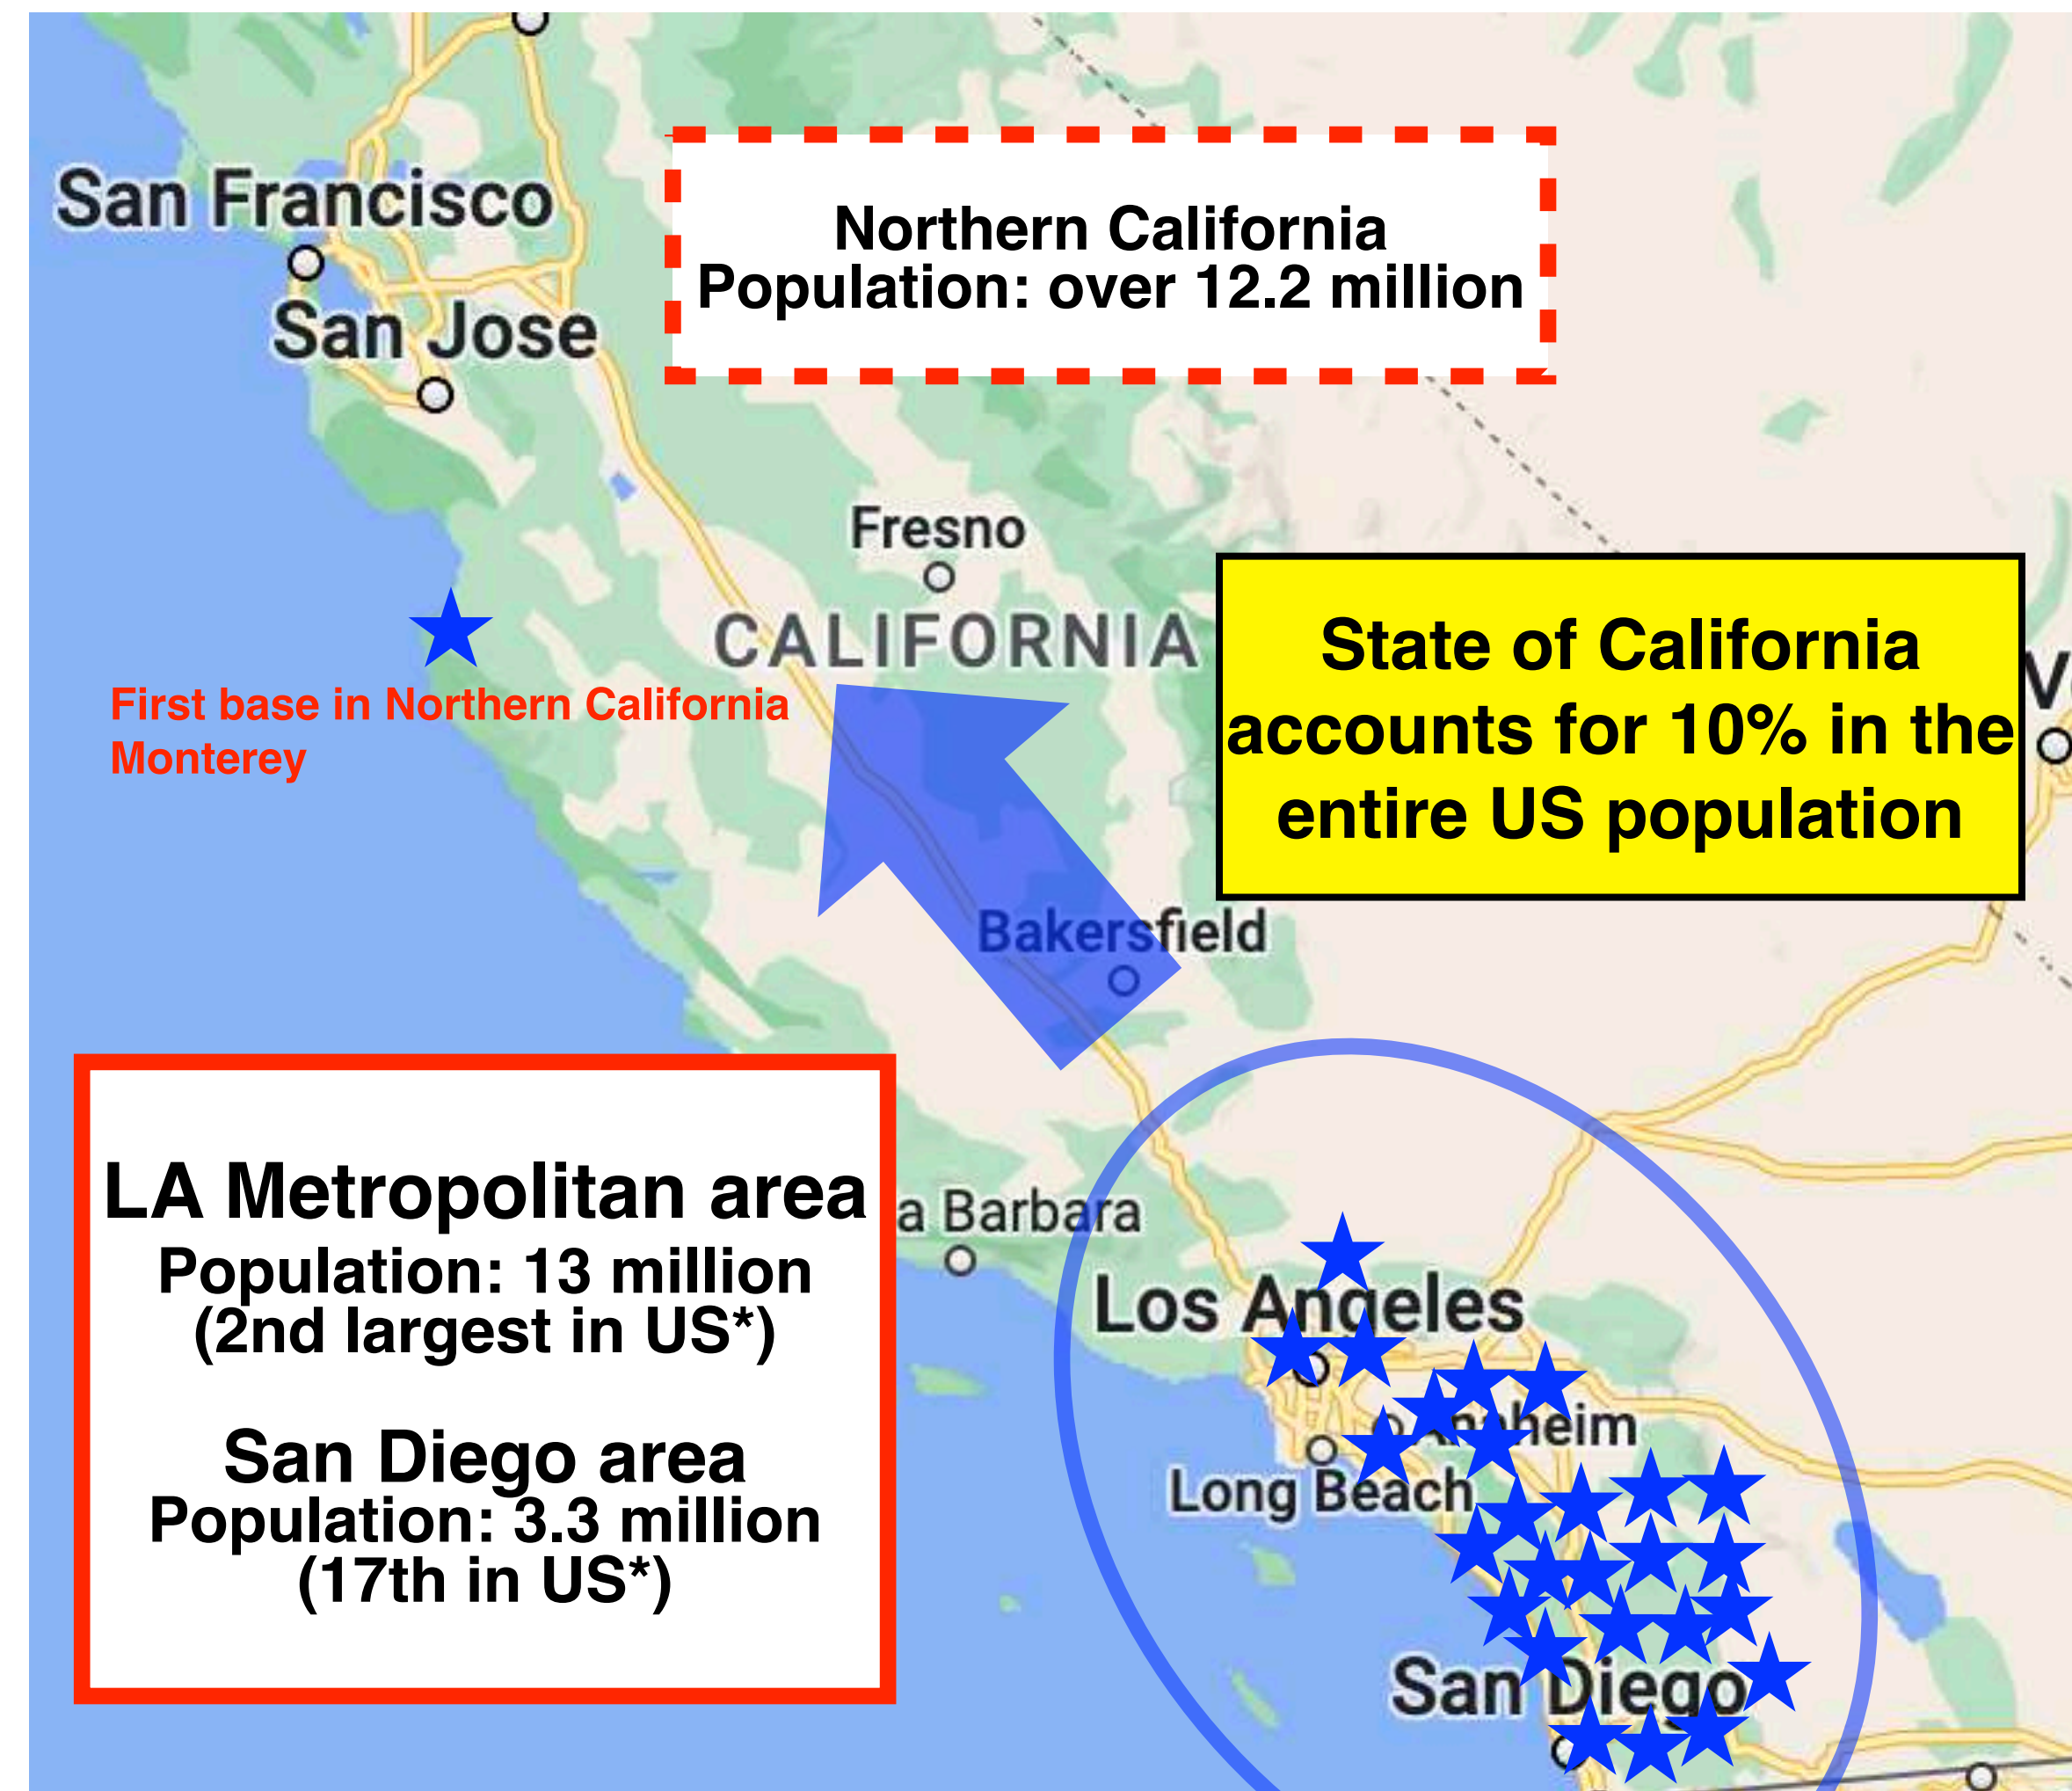 San Francisco
San Jose
Northern California
Population: over 12.2 million
Fresno
CALIFORNIA
First base in Northern California
Monterey
State of California
accounts for 10% in the
entire US population
Bakersfield
LA Metropolitan area
Population: 13 million
(2nd largest in US*)
San Diego area
Population: 3.3 million
(17th in US*)
a Barbara
Los Angeles
Anaheim
Long Beach
San Diego